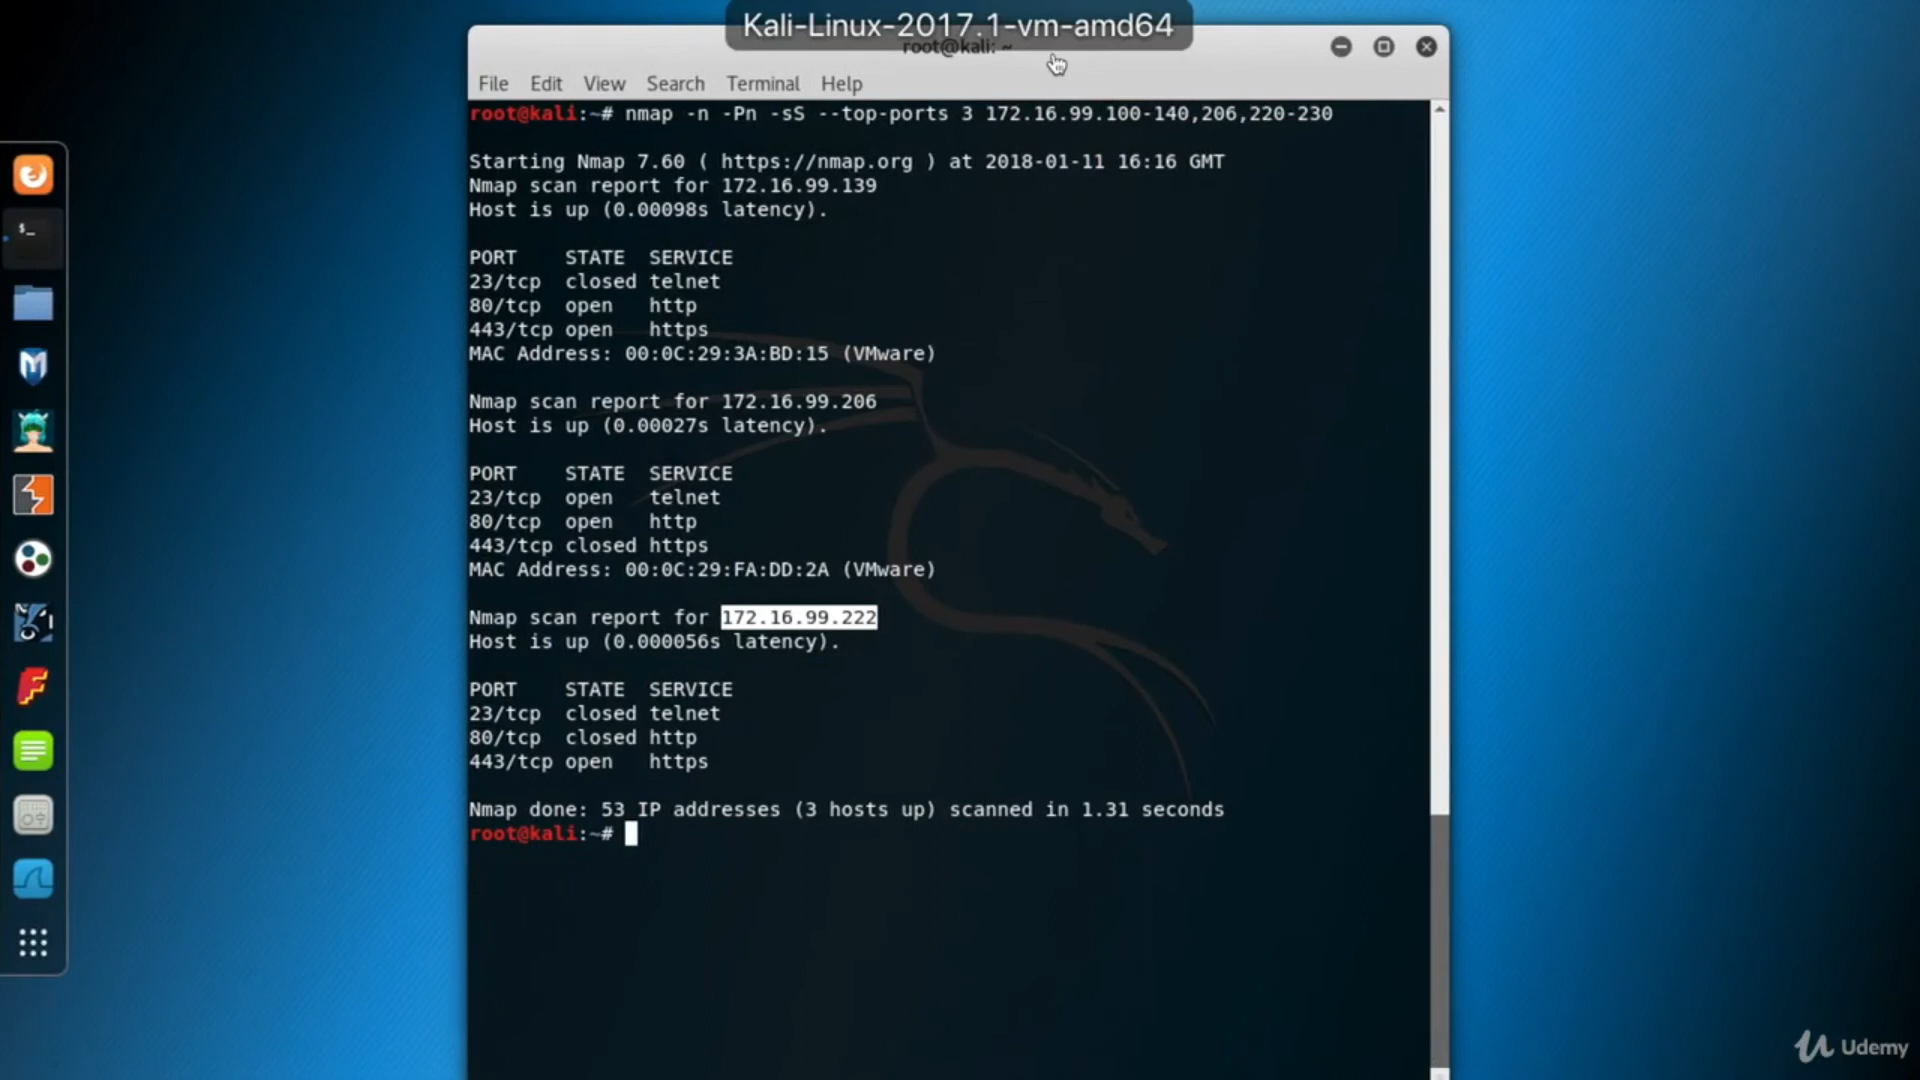 Kali-Linux-2017.1-vm-amd64
root@kali: ~
File Edit View Search Terminal Help
root@kali:~# nmap -n -Pn -sS --top-ports 3 172.16.99.100-140,206,220-230
Starting Nmap 7.60 ( https://nmap.org ) at 2018-01-11 16:16 GMT
Nmap scan report for 172.16.99.139
Host is up (0.00098s latency).
PORT STATE SERVICE
23/tcp closed telnet
80/tcp open http
443/tcp open https
MAC Address: 00:0C:29:3A:BD:15 (VMware)
Nmap scan report for 172.16.99.206
Host is up (0.00027s latency).
PORT STATE SERVICE
23/tcp open telnet
80/tcp open http
443/tcp closed https
MAC Address: 00:0C:29:FA:DD:2A (VMware)
Nmap scan report for 172.16.99.222
Host is up (0.000056s latency).
PORT STATE SERVICE
23/tcp closed telnet
80/tcp closed http
443/tcp open https
Nmap done: 53 IP addresses (3 hosts up) scanned in 1.31 seconds
root@kali:~#
$_
Udemy